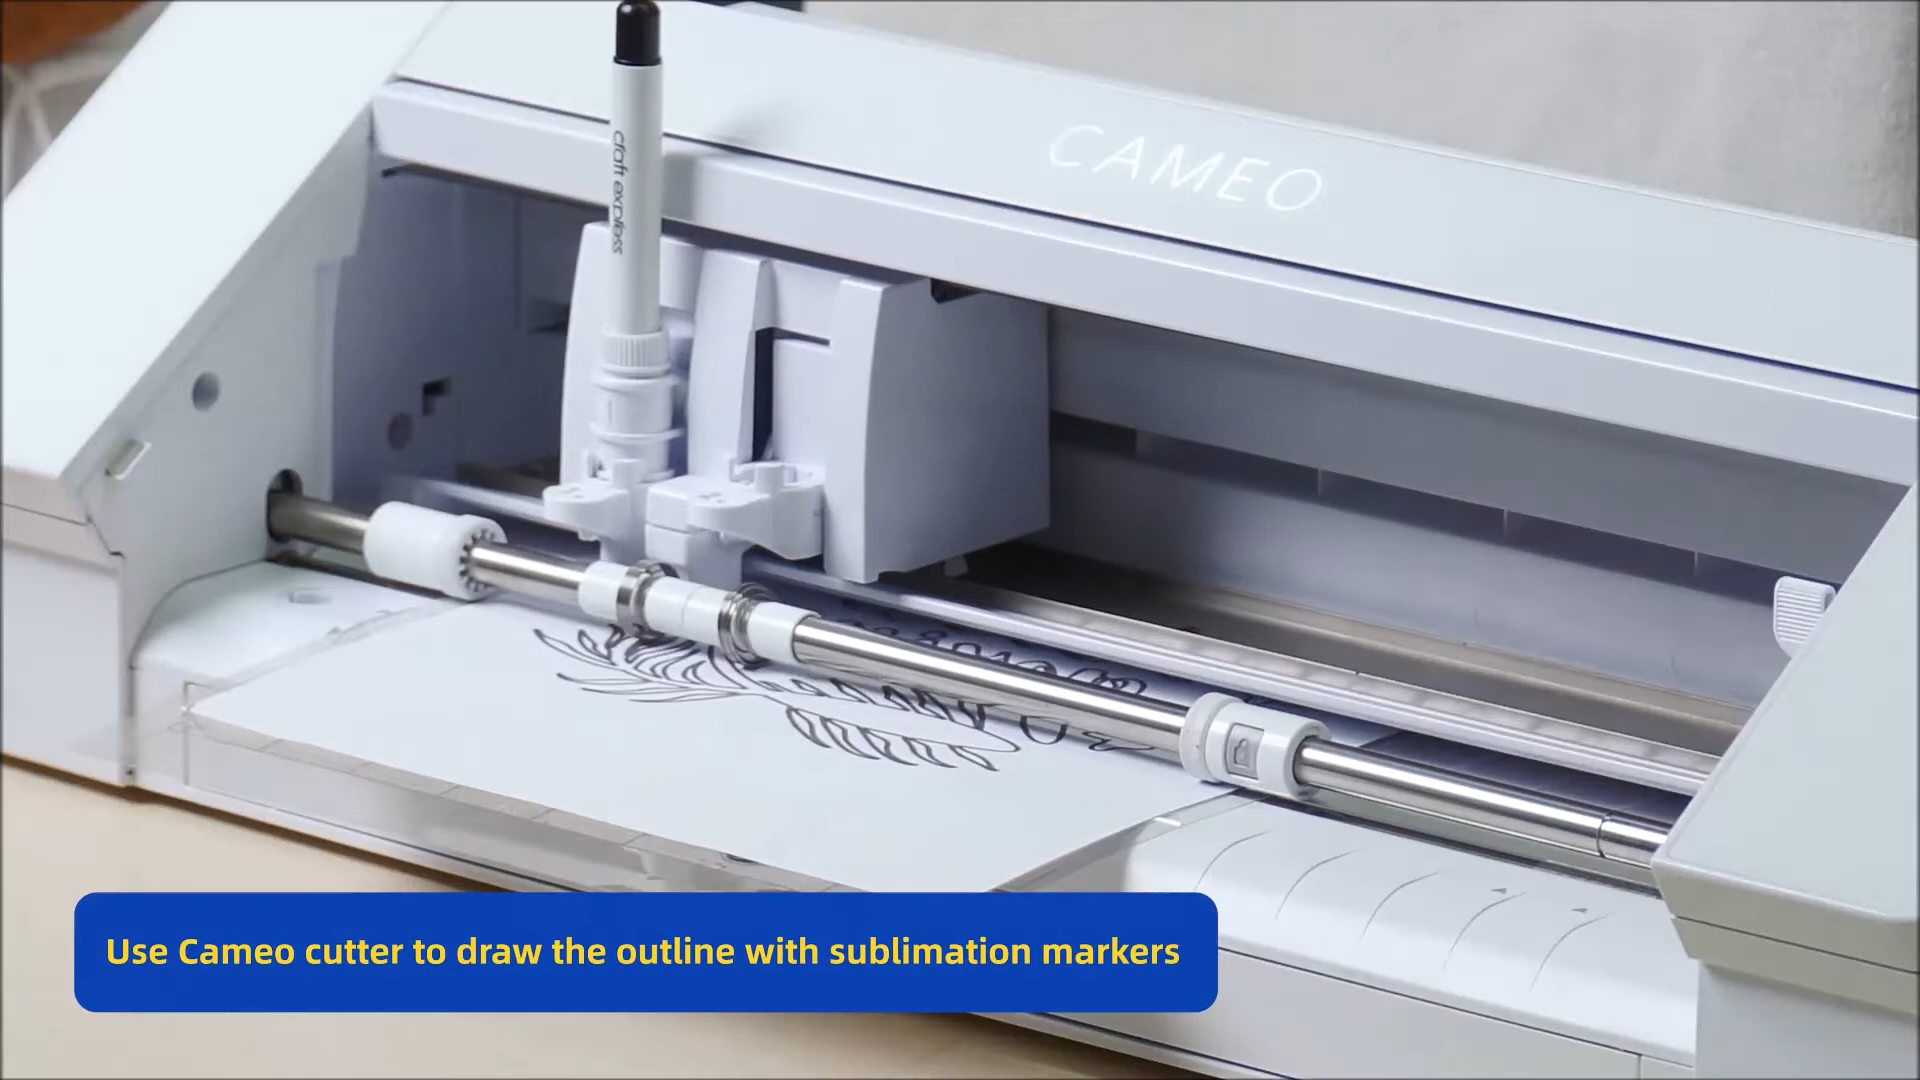 CAMEO
craft express
Use Cameo cutter to draw the outline with sublimation markers